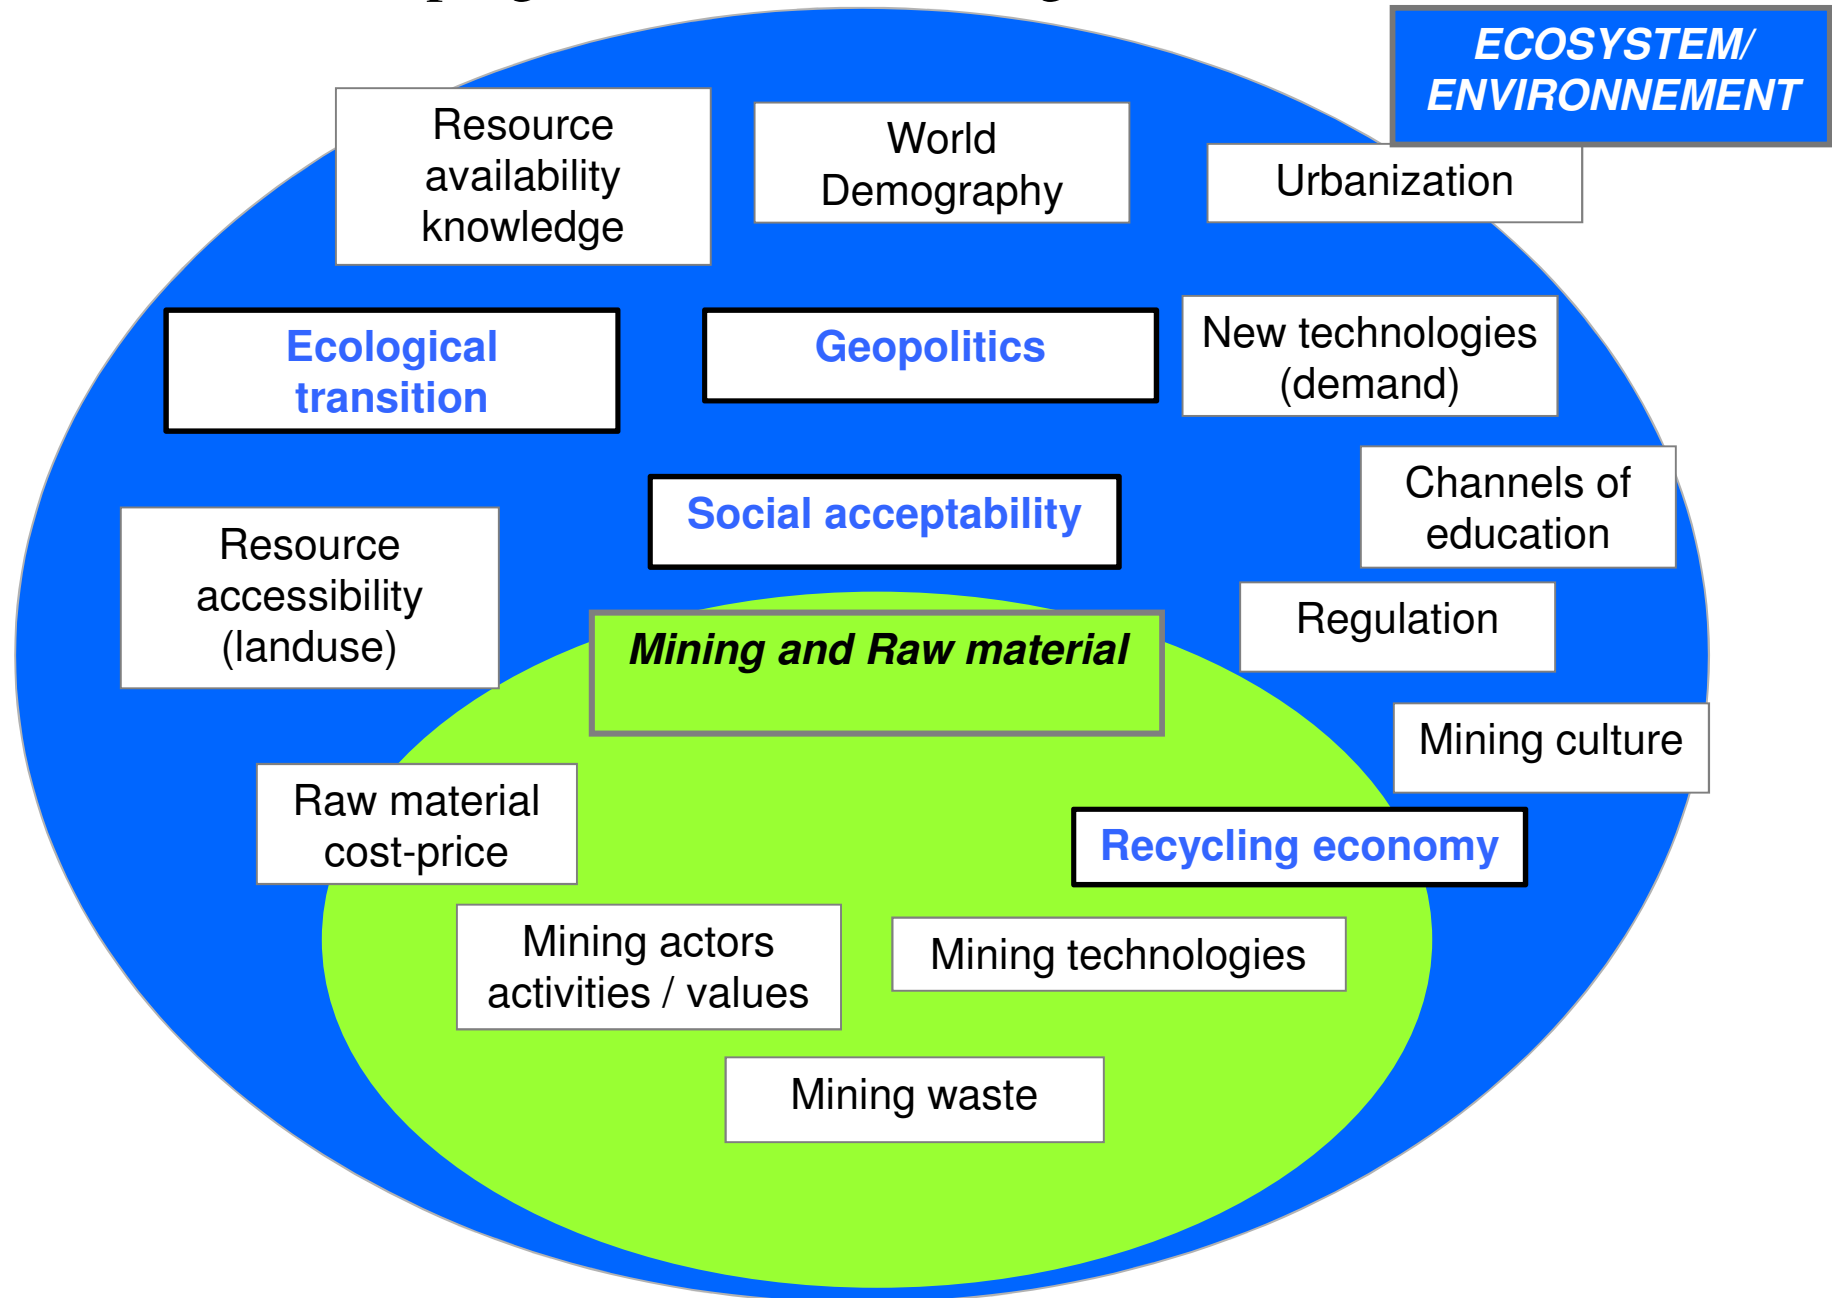 ECOSYSTEM/
ENVIRONNEMENT
Resource
availability
knowledge
World
Demography
Urbanization
Ecological
transition
Geopolitics
New technologies
(demand)
Channels of
education
Social acceptability
Resource
accessibility
(landuse)
Regulation
Mining and Raw material
Mining culture
Raw material
cost-price
Recycling economy
Mining actors
activities / values
Mining technologies
Mining waste